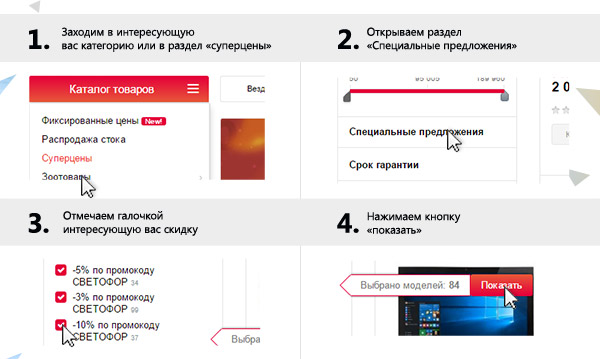 1. Заходим в интересующую
вас категорию или в раздел «суперцены»
2. Открываем раздел
«Специальные предложения»
Каталог товаров
Фиксированные цены New!
Распродажа стока
Суперцены
Зоотовары
Везд
50 95 005 189 960
Специальные предложения
Срок гарантии
2 0
3. Отмечаем галочкой
интересующую вас скидку
4. Нажимаем кнопку
«показать»
-5% по промокоду
СВЕТОФОР 34
-3% по промокоду
СВЕТОФОР 99
-10% по промокоду
СВЕТОФОР 37
Выбра
Выбрано моделей: 84 Показать